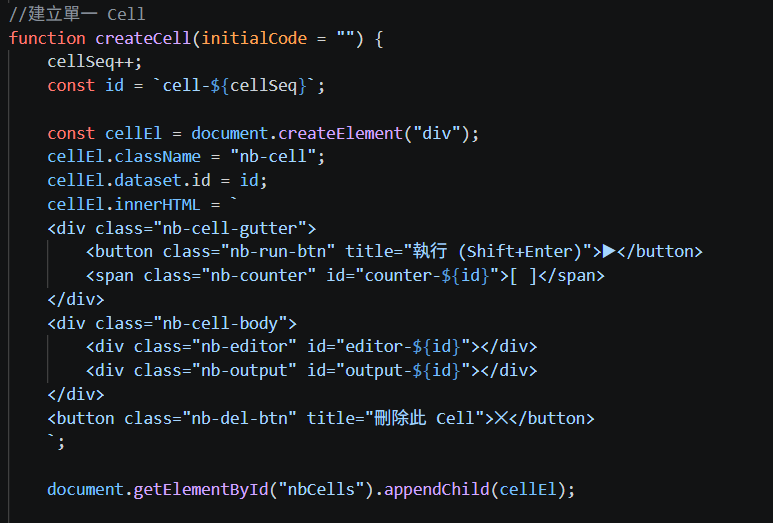 //建立單一 Cell
function createCell(initialCode = "") {
    cellSeq++;
    const id = `cell-${cellSeq}`;

    const cellEl = document.createElement("div");
    cellEl.className = "nb-cell";
    cellEl.dataset.id = id;
    cellEl.innerHTML = `
    <div class="nb-cell-gutter">
        <button class="nb-run-btn" title="執行 (Shift+Enter)">▶</button>
        <span class="nb-counter" id="counter-${id}">[ ]</span>
    </div>
    <div class="nb-cell-body">
        <div class="nb-editor" id="editor-${id}"></div>
        <div class="nb-output" id="output-${id}"></div>
    </div>
    <button class="nb-del-btn" title="刪除此 Cell">✕</button>
    `;

    document.getElementById("nbCells").appendChild(cellEl);